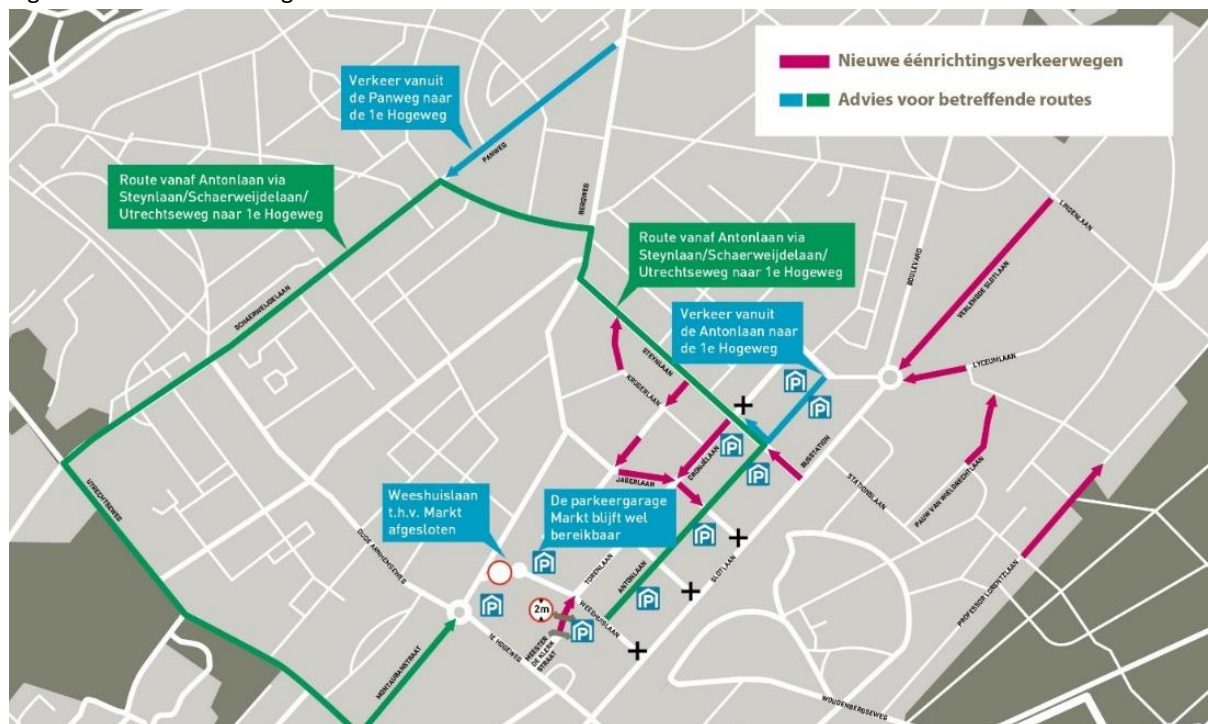 Nieuwe éénrichtingsverkeerwegen
Advies voor betreffende routes
Verkeer vanuit
de Panweg naar
de 1e Hogeweg
PANWEG
Route vanaf Antonlaan via
Steynlaan/Schaerweijdelaan/
Utrechtseweg naar 1e Hogeweg
BERGWEG
LINDENLAAN
Route vanaf Antonlaan via
Steynlaan/Schaerweijdelaan/
Utrechtseweg naar 1e Hogeweg
BOULEVARD
VERLENGDE SLOTLAAN
SCHAERWEIJDELAAN
Verkeer vanuit
de Antonlaan naar
de 1e Hogeweg
STEYNLAAN
LYCEUMLAAN
KRUGERLAAN
P
P
P
P
CRONJÉLAAN
BUSSTATION
JAGERLAAN
STATIONSLAAN
PAUW VAN WIELDRECHTLAAN
UTRECHTSEWEG
Weeshuislaan
t.h.v. Markt
afgesloten
De parkeergarage
Markt blijft wel
bereikbaar
OUDE ARNHEMSEWEG
P
P
TORENLAAN
ANTONLAAN
SLOTLAAN
P
P
2m
P
WEESHUISLAAN
PROFESSOR LORENTZLAAN
1E HOGEWEG
MEESTER
DE KLERK
STRAAT
MONTAUBANSTRAAT
WOUDENBERGSEWEG